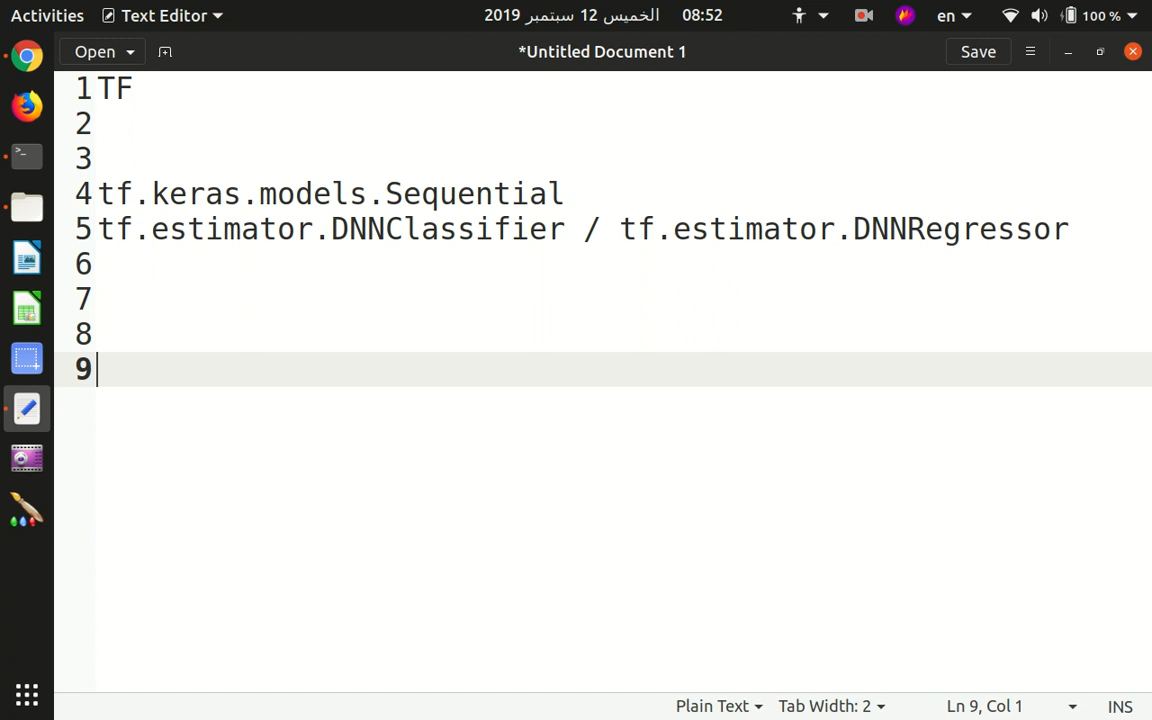 Activities Text Editor الخميس 12 سبتمبر 2019 08:52 en 100 %
Open *Untitled Document 1 Save
1 TF
2
3
4 tf.keras.models.Sequential
5 tf.estimator.DNNClassifier / tf.estimator.DNNRegressor
6
7
8
9
Plain Text Tab Width: 2 Ln 9, Col 1 INS